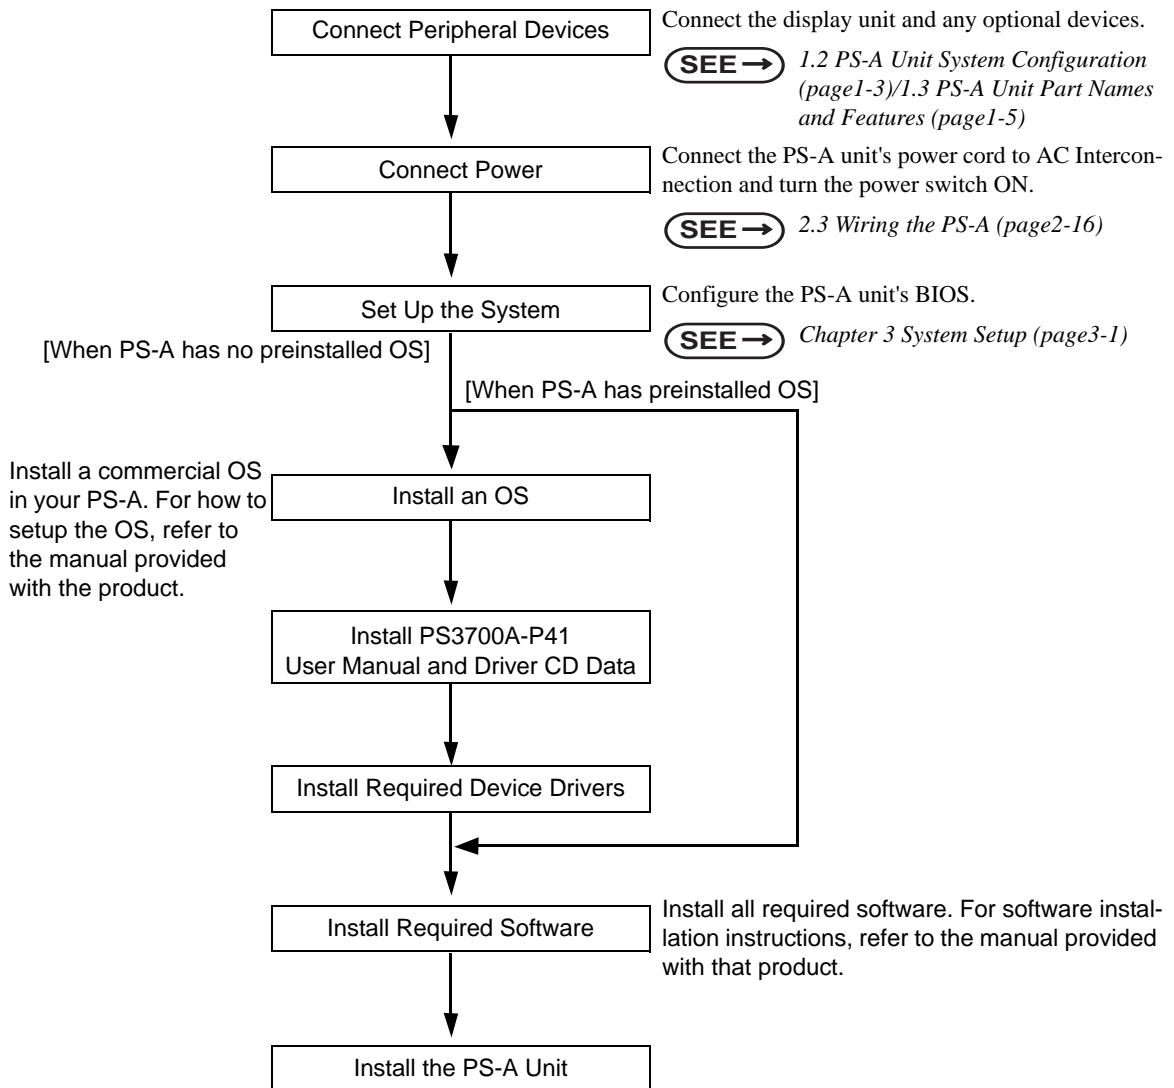 Connect Peripheral Devices
Connect the display unit and any optional devices.
SEE→
1.2 PS-A Unit System Configuration
(page1-3)/1.3 PS-A Unit Part Names
and Features (page1-5)
Connect Power
Connect the PS-A unit's power cord to AC Intercon-
nection and turn the power switch ON.
SEE→
2.3 Wiring the PS-A (page2-16)
Set Up the System
Configure the PS-A unit's BIOS.
SEE→
Chapter 3 System Setup (page3-1)
[When PS-A has no preinstalled OS]
[When PS-A has preinstalled OS]
Install a commercial OS
in your PS-A. For how to
setup the OS, refer to
the manual provided
with the product.
Install an OS
Install PS3700A-P41
User Manual and Driver CD Data
Install Required Device Drivers
Install Required Software
Install all required software. For software instal-
lation instructions, refer to the manual provided
with that product.
Install the PS-A Unit